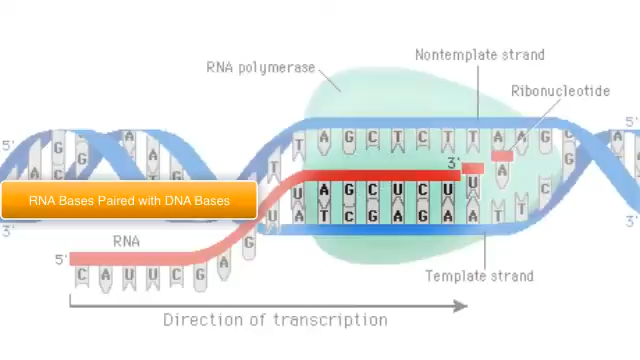 Nontemplate strand
RNA polymerase
Ribonucleotide
5'
3'
T T A G C T C T T A A G C
G G A A T
3'
RNA Bases Paired with DNA Bases
A G C U C U U A
T C G A G A A T T C
3'
3'
RNA
5'
C A U U C G A G U U
Template strand
Direction of transcription